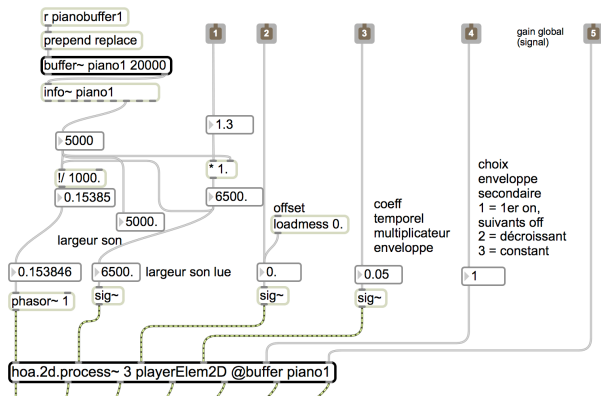 r pianobuffer1
prepend replace
buffer~ piano1 20000
info~ piano1
1
2
3
4
5
gain global
(signal)
1.3
5000
* 1.
!/ 1000.
0.15385
6500.
5000.
largeur son
offset
loadmess 0.
coeff
temporel
multiplicateur
enveloppe
choix
enveloppe
secondaire
1 = 1er on,
suivants off
2 = décroissant
3 = constant
0.153846
6500.
largeur son lue
0.
0.05
1
phasor~ 1
sig~
sig~
sig~
hoa.2d.process~ 3 playerElem2D @buffer piano1